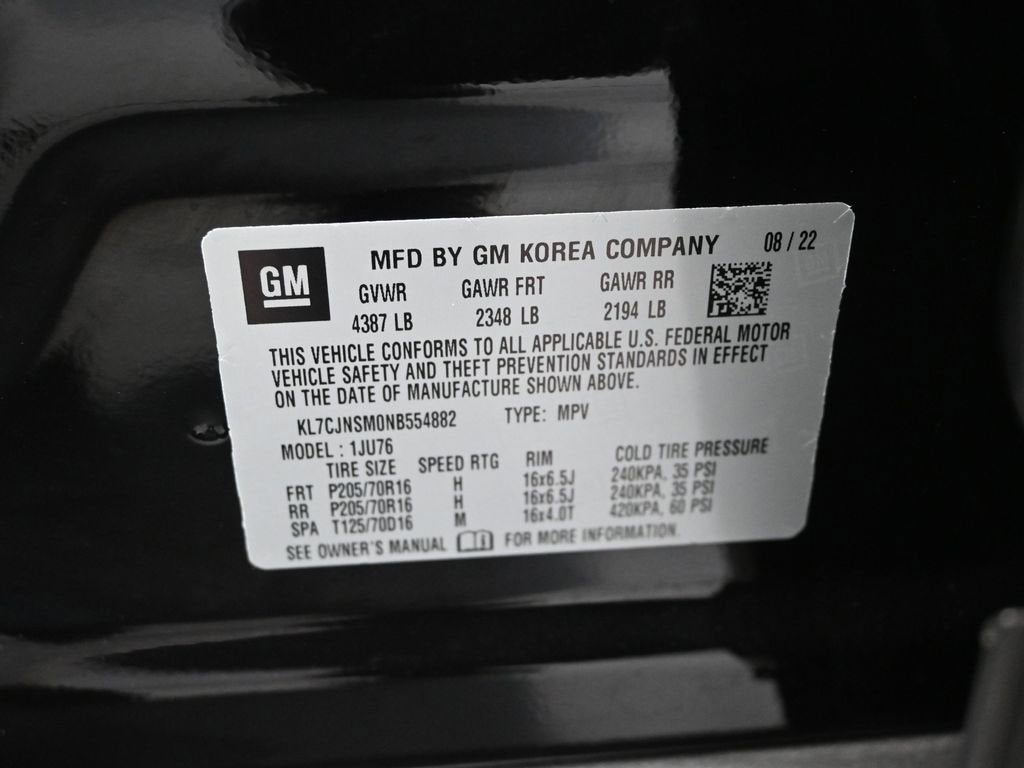 GM
MFD BY GM KOREA COMPANY 08 / 22
GVWR GAWR FRT GAWR RR
4387 LB 2348 LB 2194 LB
THIS VEHICLE CONFORMS TO ALL APPLICABLE U.S. FEDERAL MOTOR
VEHICLE SAFETY AND THEFT PREVENTION STANDARDS IN EFFECT
ON THE DATE OF MANUFACTURE SHOWN ABOVE.
KL7CJNSM0NB554882 TYPE: MPV
MODEL : 1JU76
TIRE SIZE SPEED RTG RIM COLD TIRE PRESSURE
FRT P205/70R16 H 16x6.5J 240KPA, 35 PSI
RR P205/70R16 H 16x6.5J 240KPA, 35 PSI
SPA T125/70D16 M 16x4.0T 420KPA, 60 PSI
SEE OWNER'S MANUAL FOR MORE INFORMATION.